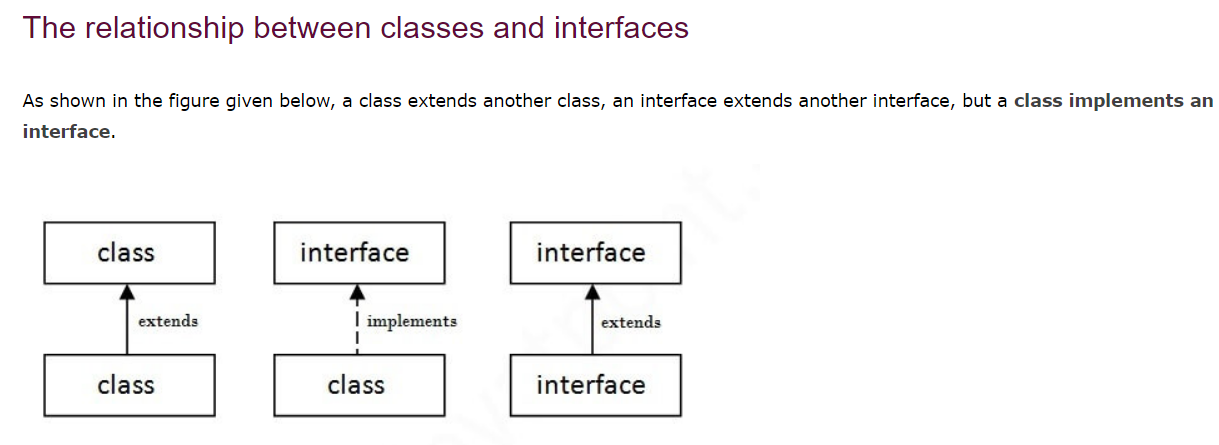 The relationship between classes and interfaces
As shown in the figure given below, a class extends another class, an interface extends another interface, but a class implements an
interface.
class interface interface
extends implements extends
class class interface